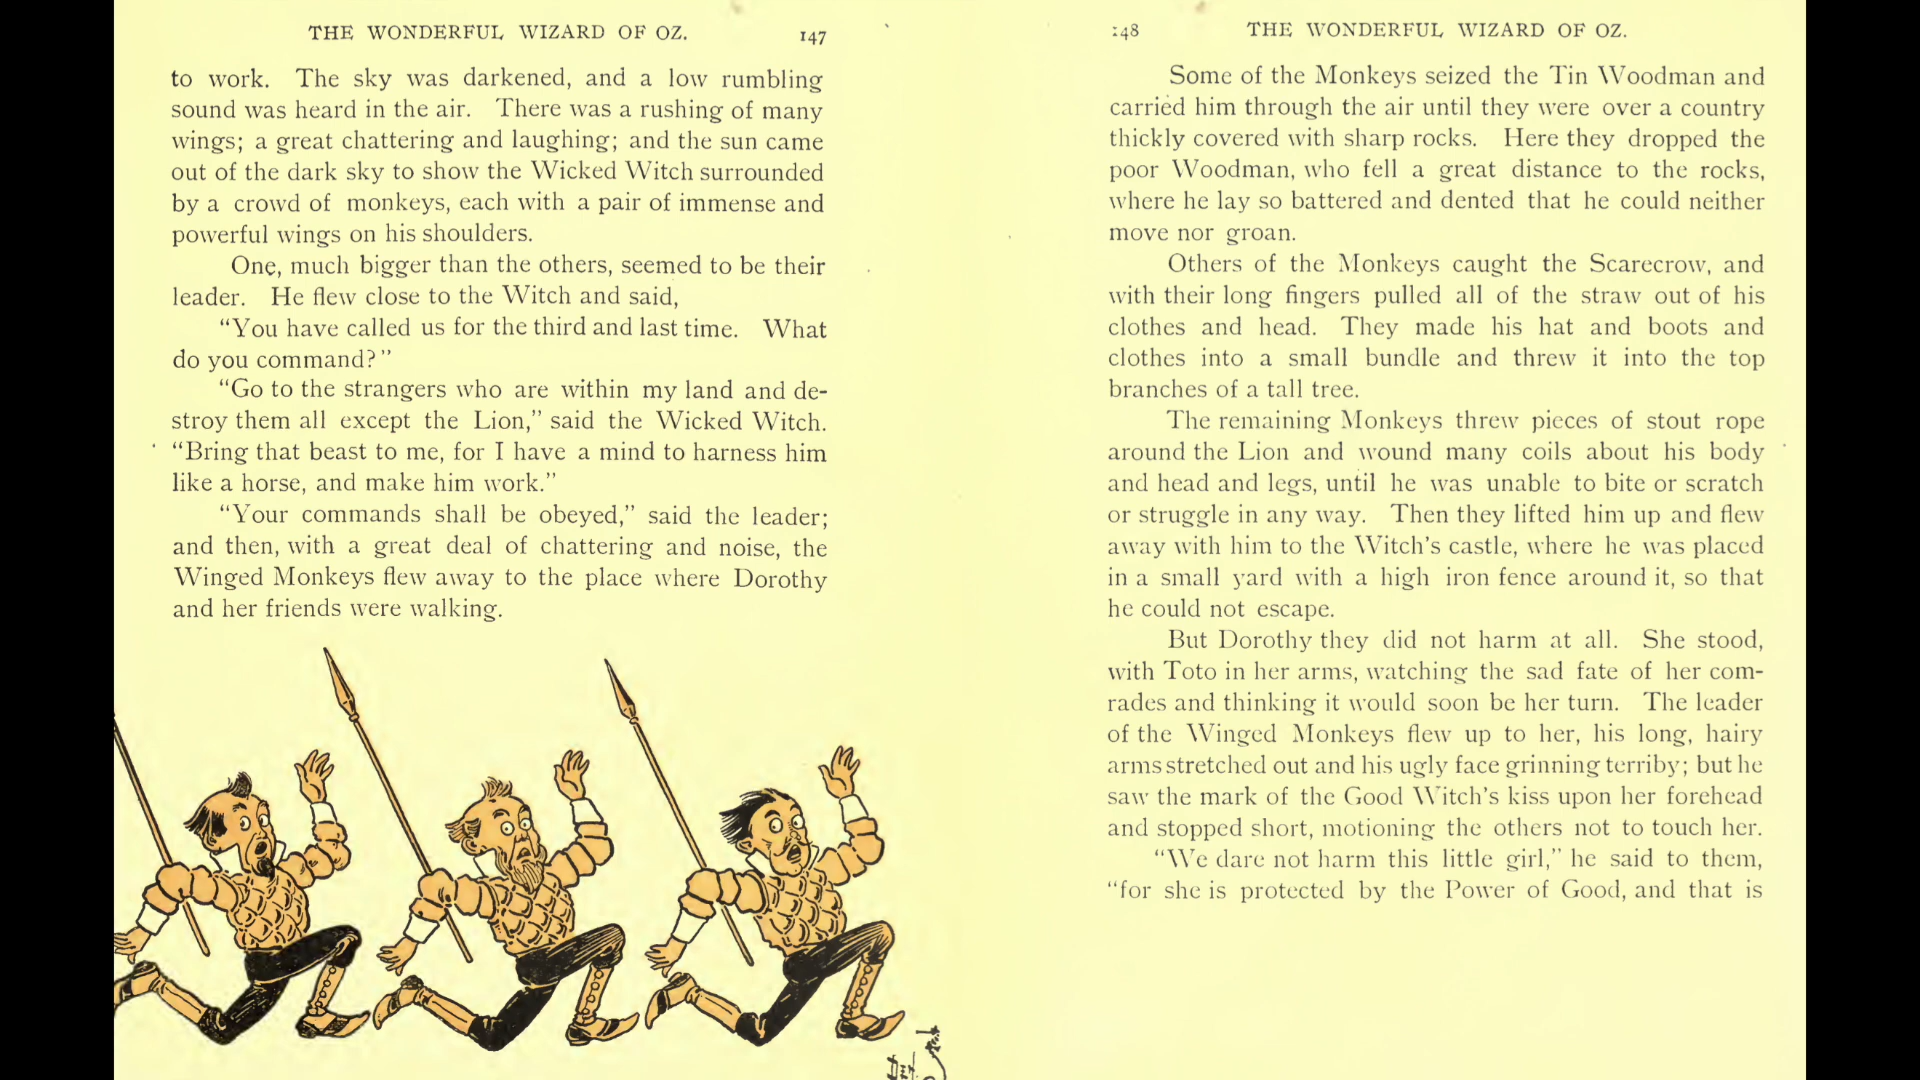 THE WONDERFUL WIZARD OF OZ. 147
to work. The sky was darkened, and a low rumbling
sound was heard in the air. There was a rushing of many
wings; a great chattering and laughing; and the sun came
out of the dark sky to show the Wicked Witch surrounded
by a crowd of monkeys, each with a pair of immense and
powerful wings on his shoulders.
One, much bigger than the others, seemed to be their
leader. He flew close to the Witch and said,
“You have called us for the third and last time. What
do you command?”
“Go to the strangers who are within my land and de-
stroy them all except the Lion,” said the Wicked Witch.
“Bring that beast to me, for I have a mind to harness him
like a horse, and make him work.”
“Your commands shall be obeyed,” said the leader;
and then, with a great deal of chattering and noise, the
Winged Monkeys flew away to the place where Dorothy
and her friends were walking.
148 THE WONDERFUL WIZARD OF OZ.
Some of the Monkeys seized the Tin Woodman and
carried him through the air until they were over a country
thickly covered with sharp rocks. Here they dropped the
poor Woodman, who fell a great distance to the rocks,
where he lay so battered and dented that he could neither
move nor groan.
Others of the Monkeys caught the Scarecrow, and
with their long fingers pulled all of the straw out of his
clothes and head. They made his hat and boots and
clothes into a small bundle and threw it into the top
branches of a tall tree.
The remaining Monkeys threw pieces of stout rope
around the Lion and wound many coils about his body
and head and legs, until he was unable to bite or scratch
or struggle in any way. Then they lifted him up and flew
away with him to the Witch’s castle, where he was placed
in a small yard with a high iron fence around it, so that
he could not escape.
But Dorothy they did not harm at all. She stood,
with Toto in her arms, watching the sad fate of her com-
rades and thinking it would soon be her turn. The leader
of the Winged Monkeys flew up to her, his long, hairy
arms stretched out and his ugly face grinning terriby; but he
saw the mark of the Good Witch’s kiss upon her forehead
and stopped short, motioning the others not to touch her.
“We dare not harm this little girl,” he said to them,
“for she is protected by the Power of Good, and that is